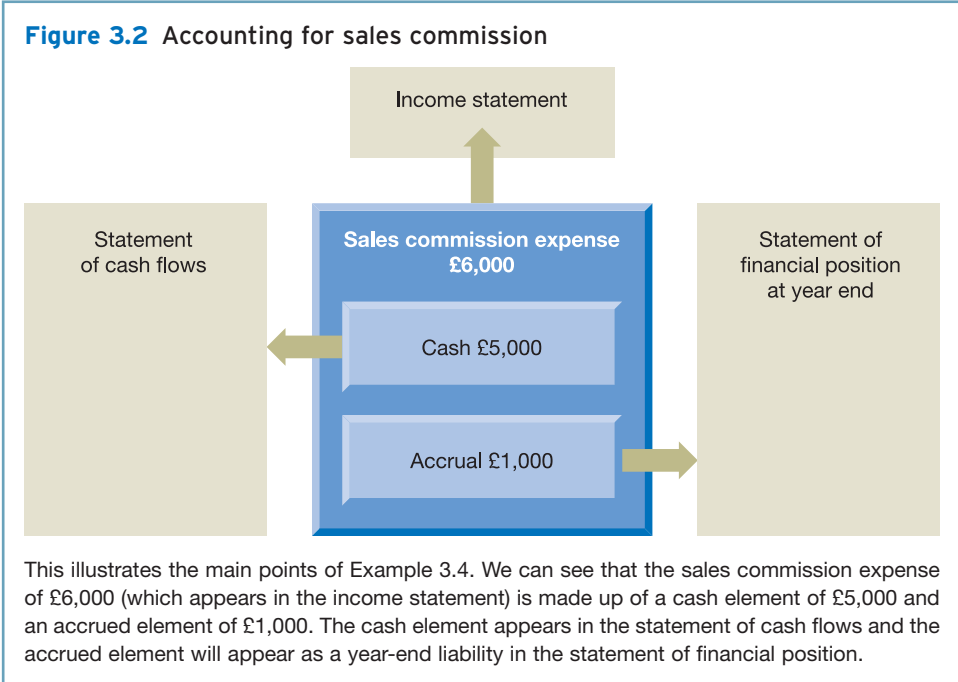 Figure 3.2 Accounting for sales commission
Income statement
Statement
of cash flows
Sales commission expense
£6,000
Cash £5,000
Accrual £1,000
Statement of
financial position
at year end
This illustrates the main points of Example 3.4. We can see that the sales commission expense
of £6,000 (which appears in the income statement) is made up of a cash element of £5,000 and
an accrued element of £1,000. The cash element appears in the statement of cash flows and the
accrued element will appear as a year-end liability in the statement of financial position.